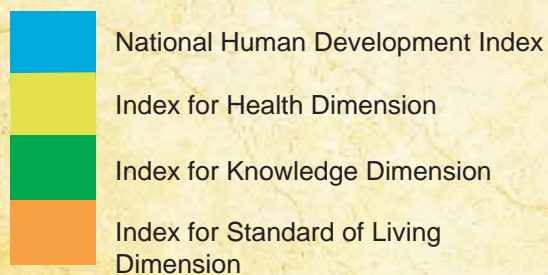 National Human Development Index
Index for Health Dimension
Index for Knowledge Dimension
Index for Standard of Living
Dimension